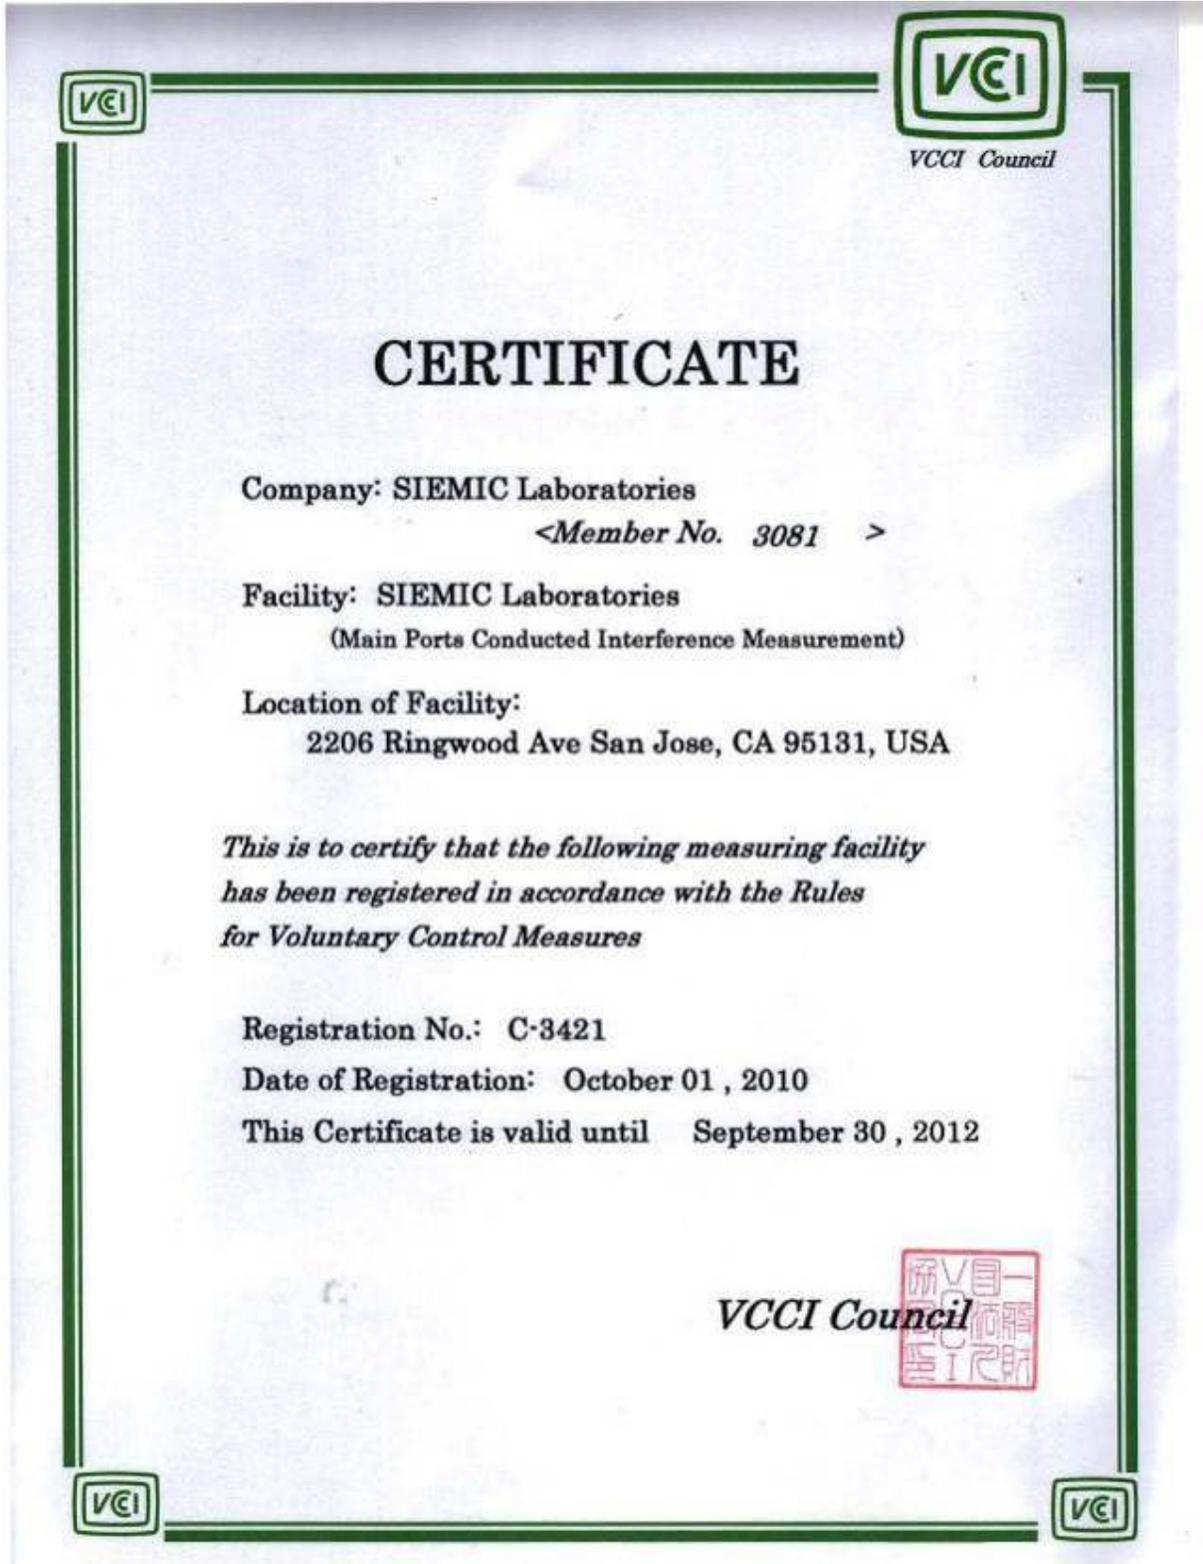 VCCI
VCCI
VCCI Council
CERTIFICATE
Company: SIEMIC Laboratories
<Member No. 3081 >
Facility: SIEMIC Laboratories
(Main Ports Conducted Interference Measurement)
Location of Facility:
2206 Ringwood Ave San Jose, CA 95131, USA
This is to certify that the following measuring facility
has been registered in accordance with the Rules
for Voluntary Control Measures
Registration No.: C-3421
Date of Registration: October 01 , 2010
This Certificate is valid until September 30 , 2012
VCCI Council
VCCI
VCCI